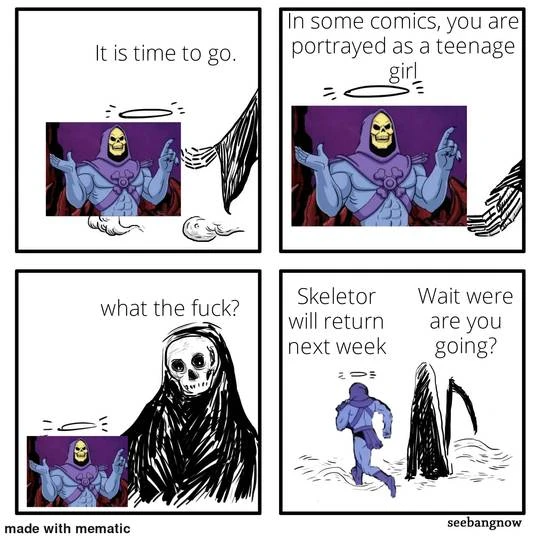 It is time to go.
In some comics, you are
portrayed as a teenage
girl
what the fuck?
Skeletor
will return
next week
Wait were
are you
going?
made with mematic
seebangnow